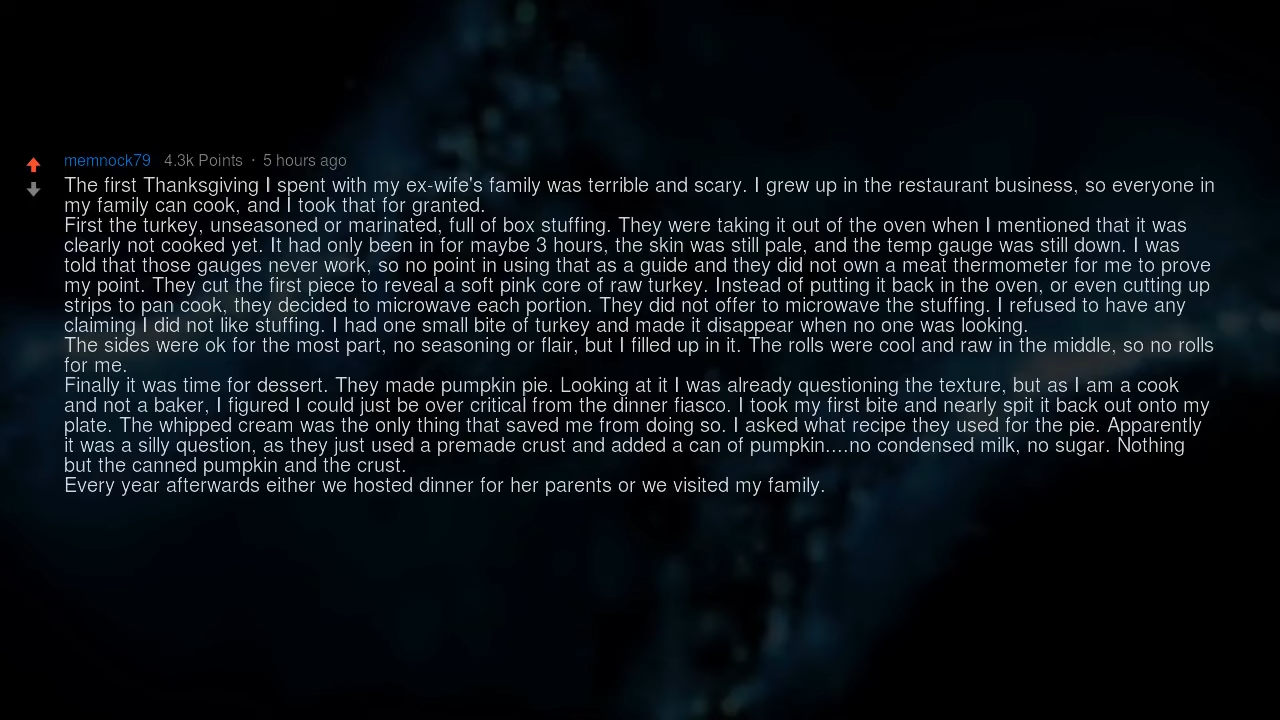 memnock79 4.3k Points · 5 hours ago
The first Thanksgiving I spent with my ex-wife's family was terrible and scary. I grew up in the restaurant business, so everyone in
my family can cook, and I took that for granted.
First the turkey, unseasoned or marinated, full of box stuffing. They were taking it out of the oven when I mentioned that it was
clearly not cooked yet. It had only been in for maybe 3 hours, the skin was still pale, and the temp gauge was still down. I was
told that those gauges never work, so no point in using that as a guide and they did not own a meat thermometer for me to prove
my point. They cut the first piece to reveal a soft pink core of raw turkey. Instead of putting it back in the oven, or even cutting up
strips to pan cook, they decided to microwave each portion. They did not offer to microwave the stuffing. I refused to have any
claiming I did not like stuffing. I had one small bite of turkey and made it disappear when no one was looking.
The sides were ok for the most part, no seasoning or flair, but I filled up in it. The rolls were cool and raw in the middle, so no rolls
for me.
Finally it was time for dessert. They made pumpkin pie. Looking at it I was already questioning the texture, but as I am a cook
and not a baker, I figured I could just be over critical from the dinner fiasco. I took my first bite and nearly spit it back out onto my
plate. The whipped cream was the only thing that saved me from doing so. I asked what recipe they used for the pie. Apparently
it was a silly question, as they just used a premade crust and added a can of pumpkin....no condensed milk, no sugar. Nothing
but the canned pumpkin and the crust.
Every year afterwards either we hosted dinner for her parents or we visited my family.